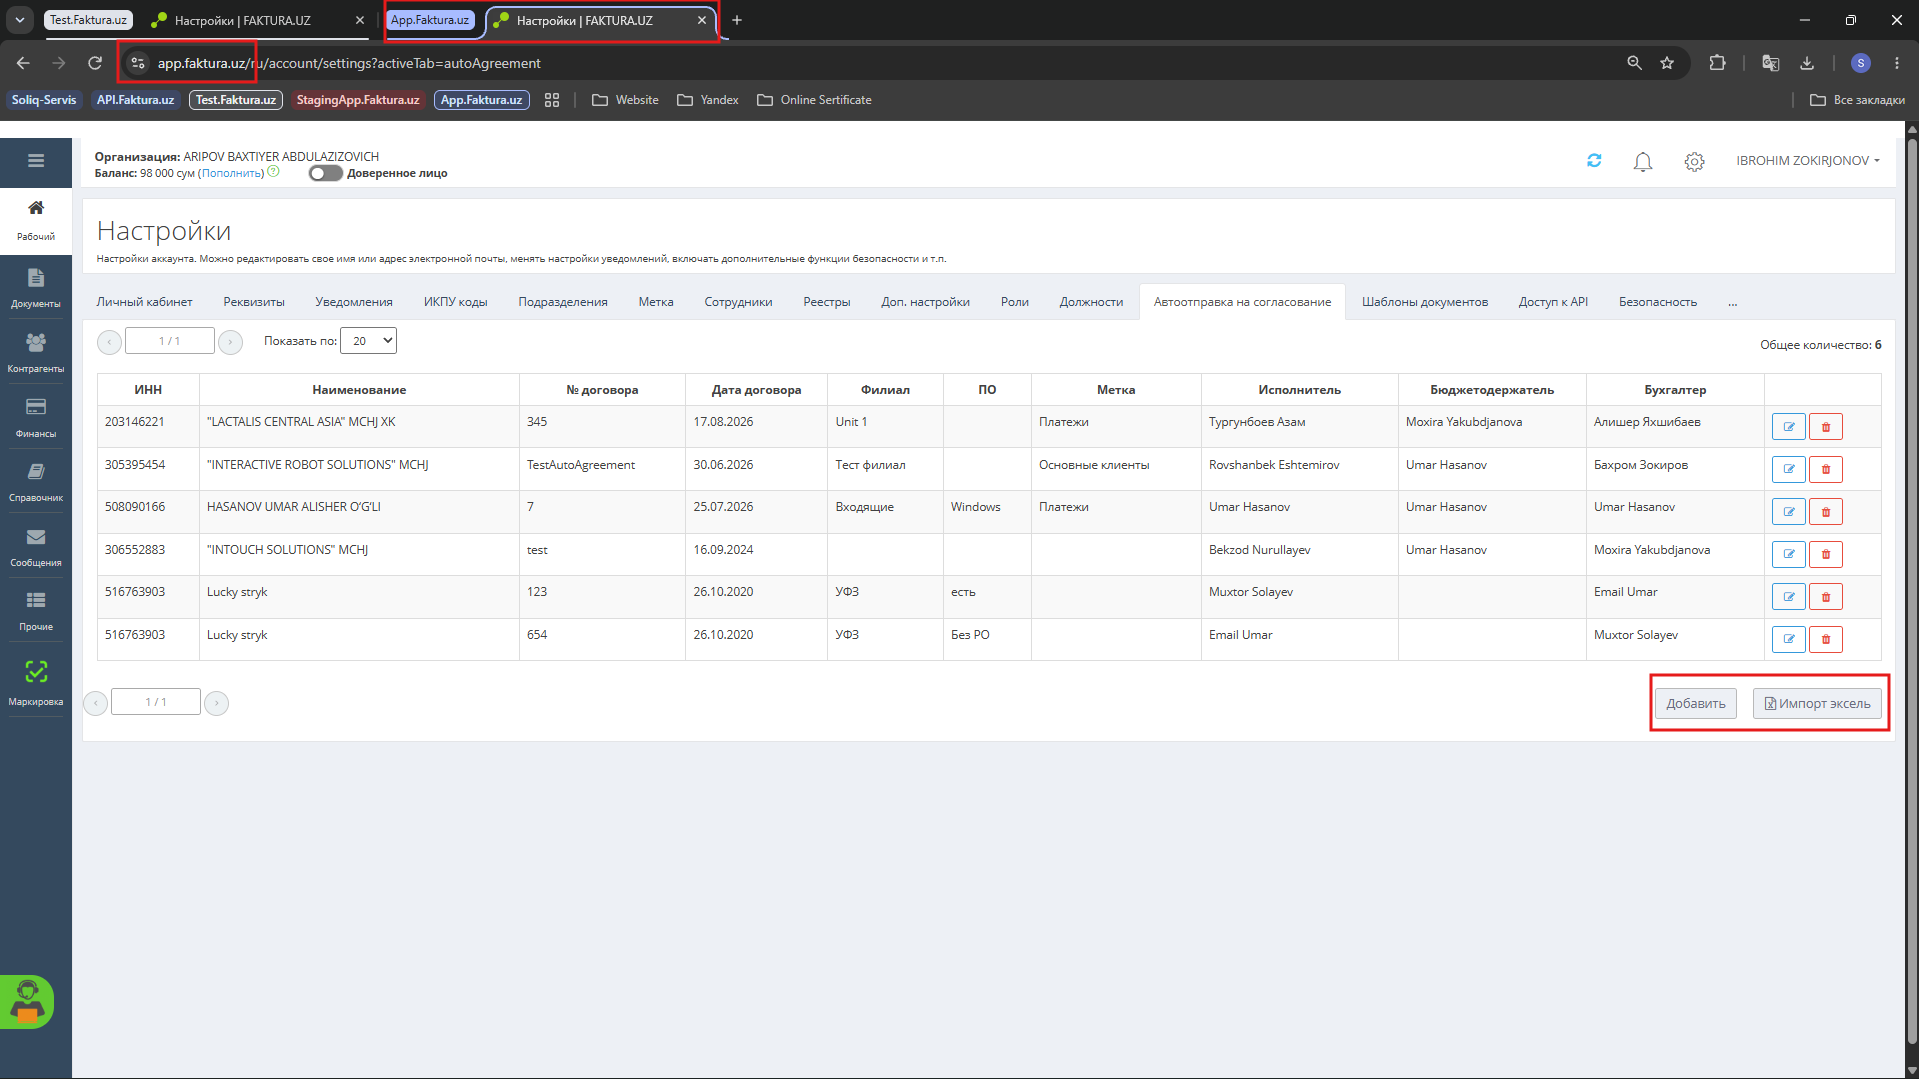 Test.Faktura.uz
Настройки | FAKTURA.UZ
App.Faktura.uz
Настройки | FAKTURA.UZ
app.faktura.uz/ru/account/settings?activeTab=autoAgreement
S
Soliq-Servis
API.Faktura.uz
Test.Faktura.uz
StagingApp.Faktura.uz
App.Faktura.uz
Website
Yandex
Online Sertificate
Все закладки
Организация: ARIPOV BAXTIYER ABDULAZIZOVICH
Баланс: 98 000 сум (Пополнить) ?
Доверенное лицо
IBROHIM ZOKIRJONOV
Рабочий
Документы
Контрагенты
Финансы
Справочник
Сообщения
Прочие
Маркировка
Настройки
Настройки аккаунта. Можно редактировать свое имя или адрес электронной почты, менять настройки уведомлений, включать дополнительные функции безопасности и т.п.
Личный кабинет Реквизиты Уведомления ИКПУ коды Подразделения Метка Сотрудники Реестры Доп. настройки Роли Должности Автоотправка на согласование Шаблоны документов Доступ к API Безопасность ...
1 / 1 Показать по: 20
Общее количество: 6
ИНН Наименование № договора Дата договора Филиал ПО Метка Исполнитель Бюджетодержатель Бухгалтер
203146221 "LACTALIS CENTRAL ASIA" MCHJ XK 345 17.08.2026 Unit 1 Платежи Тургунбоев Азам Moxira Yakubdjanova Алишер Яхшибаев
305395454 "INTERACTIVE ROBOT SOLUTIONS" MCHJ TestAutoAgreement 30.06.2026 Тест филиал Основные клиенты Rovshanbek Eshtemirov Umar Hasanov Бахром Зокиров
508090166 HASANOV UMAR ALISHER O‘G‘LI 7 25.07.2026 Входящие Windows Платежи Umar Hasanov Umar Hasanov Umar Hasanov
306552883 "INTOUCH SOLUTIONS" MCHJ test 16.09.2024 Bekzod Nurullayev Umar Hasanov Moxira Yakubdjanova
516763903 Lucky stryk 123 26.10.2020 УФЗ есть Muxtor Solayev Email Umar
516763903 Lucky stryk 654 26.10.2020 УФЗ Без РО Email Umar Muxtor Solayev
1 / 1
Добавить Импорт эксель